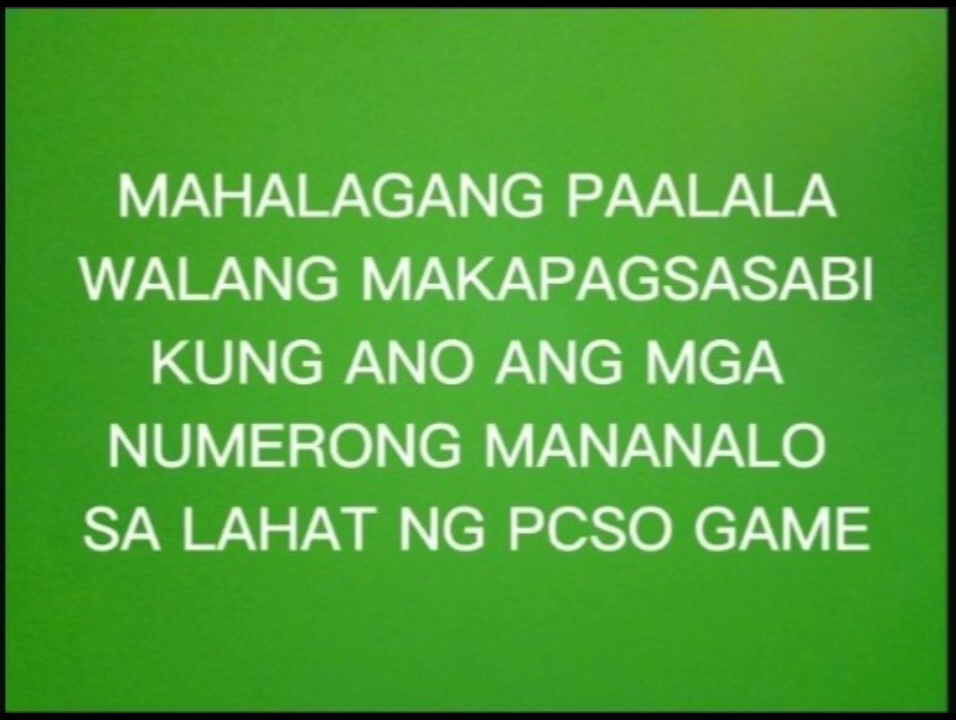 MAHALAGANG PAALALA
WALANG MAKAPAGSASABI
KUNG ANO ANG MGA
NUMERONG MANANALO
SA LAHAT NG PCSO GAME